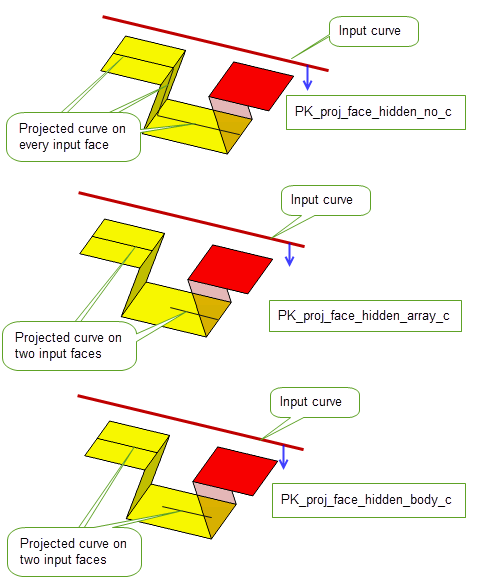 Input curve
PK_proj_face_hidden_no_c
Projected curve on
every input face
Input curve
PK_proj_face_hidden_array_c
Projected curve on
two input faces
Input curve
PK_proj_face_hidden_body_c
Projected curve on
two input faces